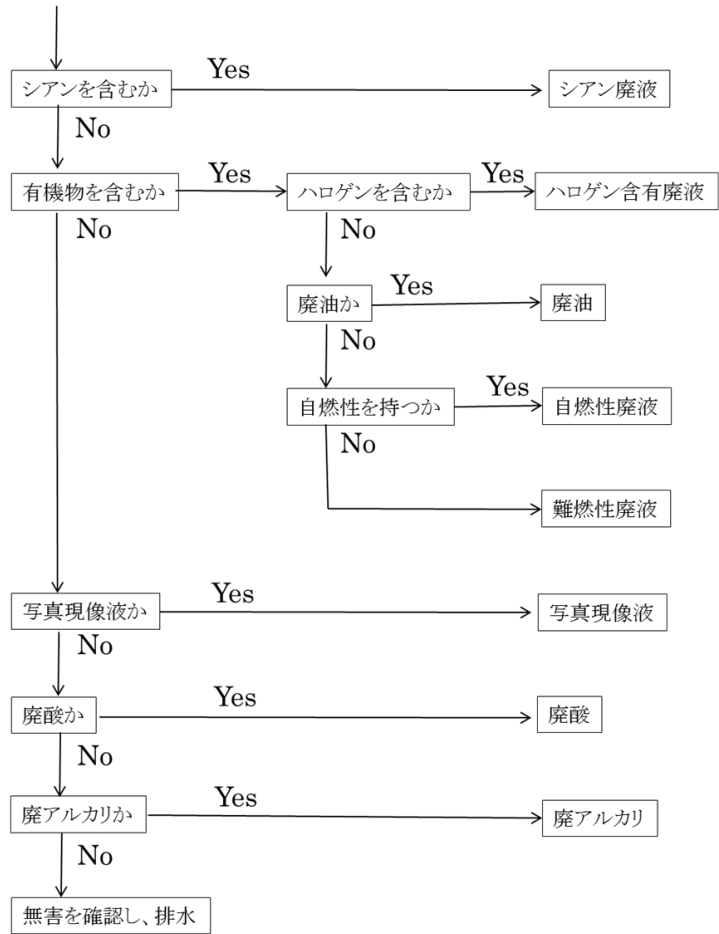 シアンを含むか Yes シアン廃液
No
有機物を含むか Yes ハロゲンを含むか Yes ハロゲン含有廃液
No No
廃油か Yes 廃油
No
自燃性を持つか Yes 自燃性廃液
No
難燃性廃液
写真現像液か Yes 写真現像液
No
廃酸か Yes 廃酸
No
廃アルカリか Yes 廃アルカリ
No
無害を確認し、排水